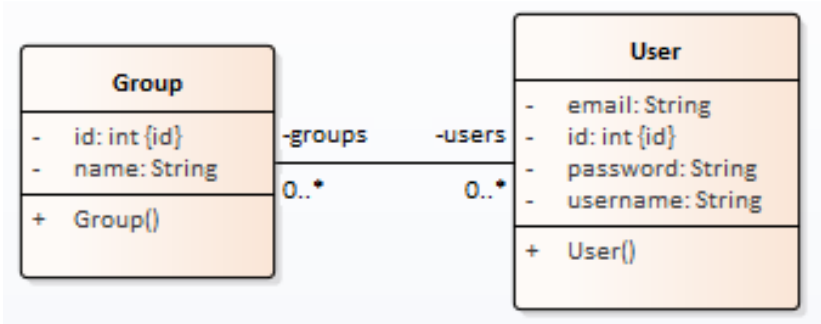 Group
- id: int {id}
- name: String
+ Group()
-groups
0..*
-users
0..*
User
- email: String
- id: int {id}
- password: String
- username: String
+ User()